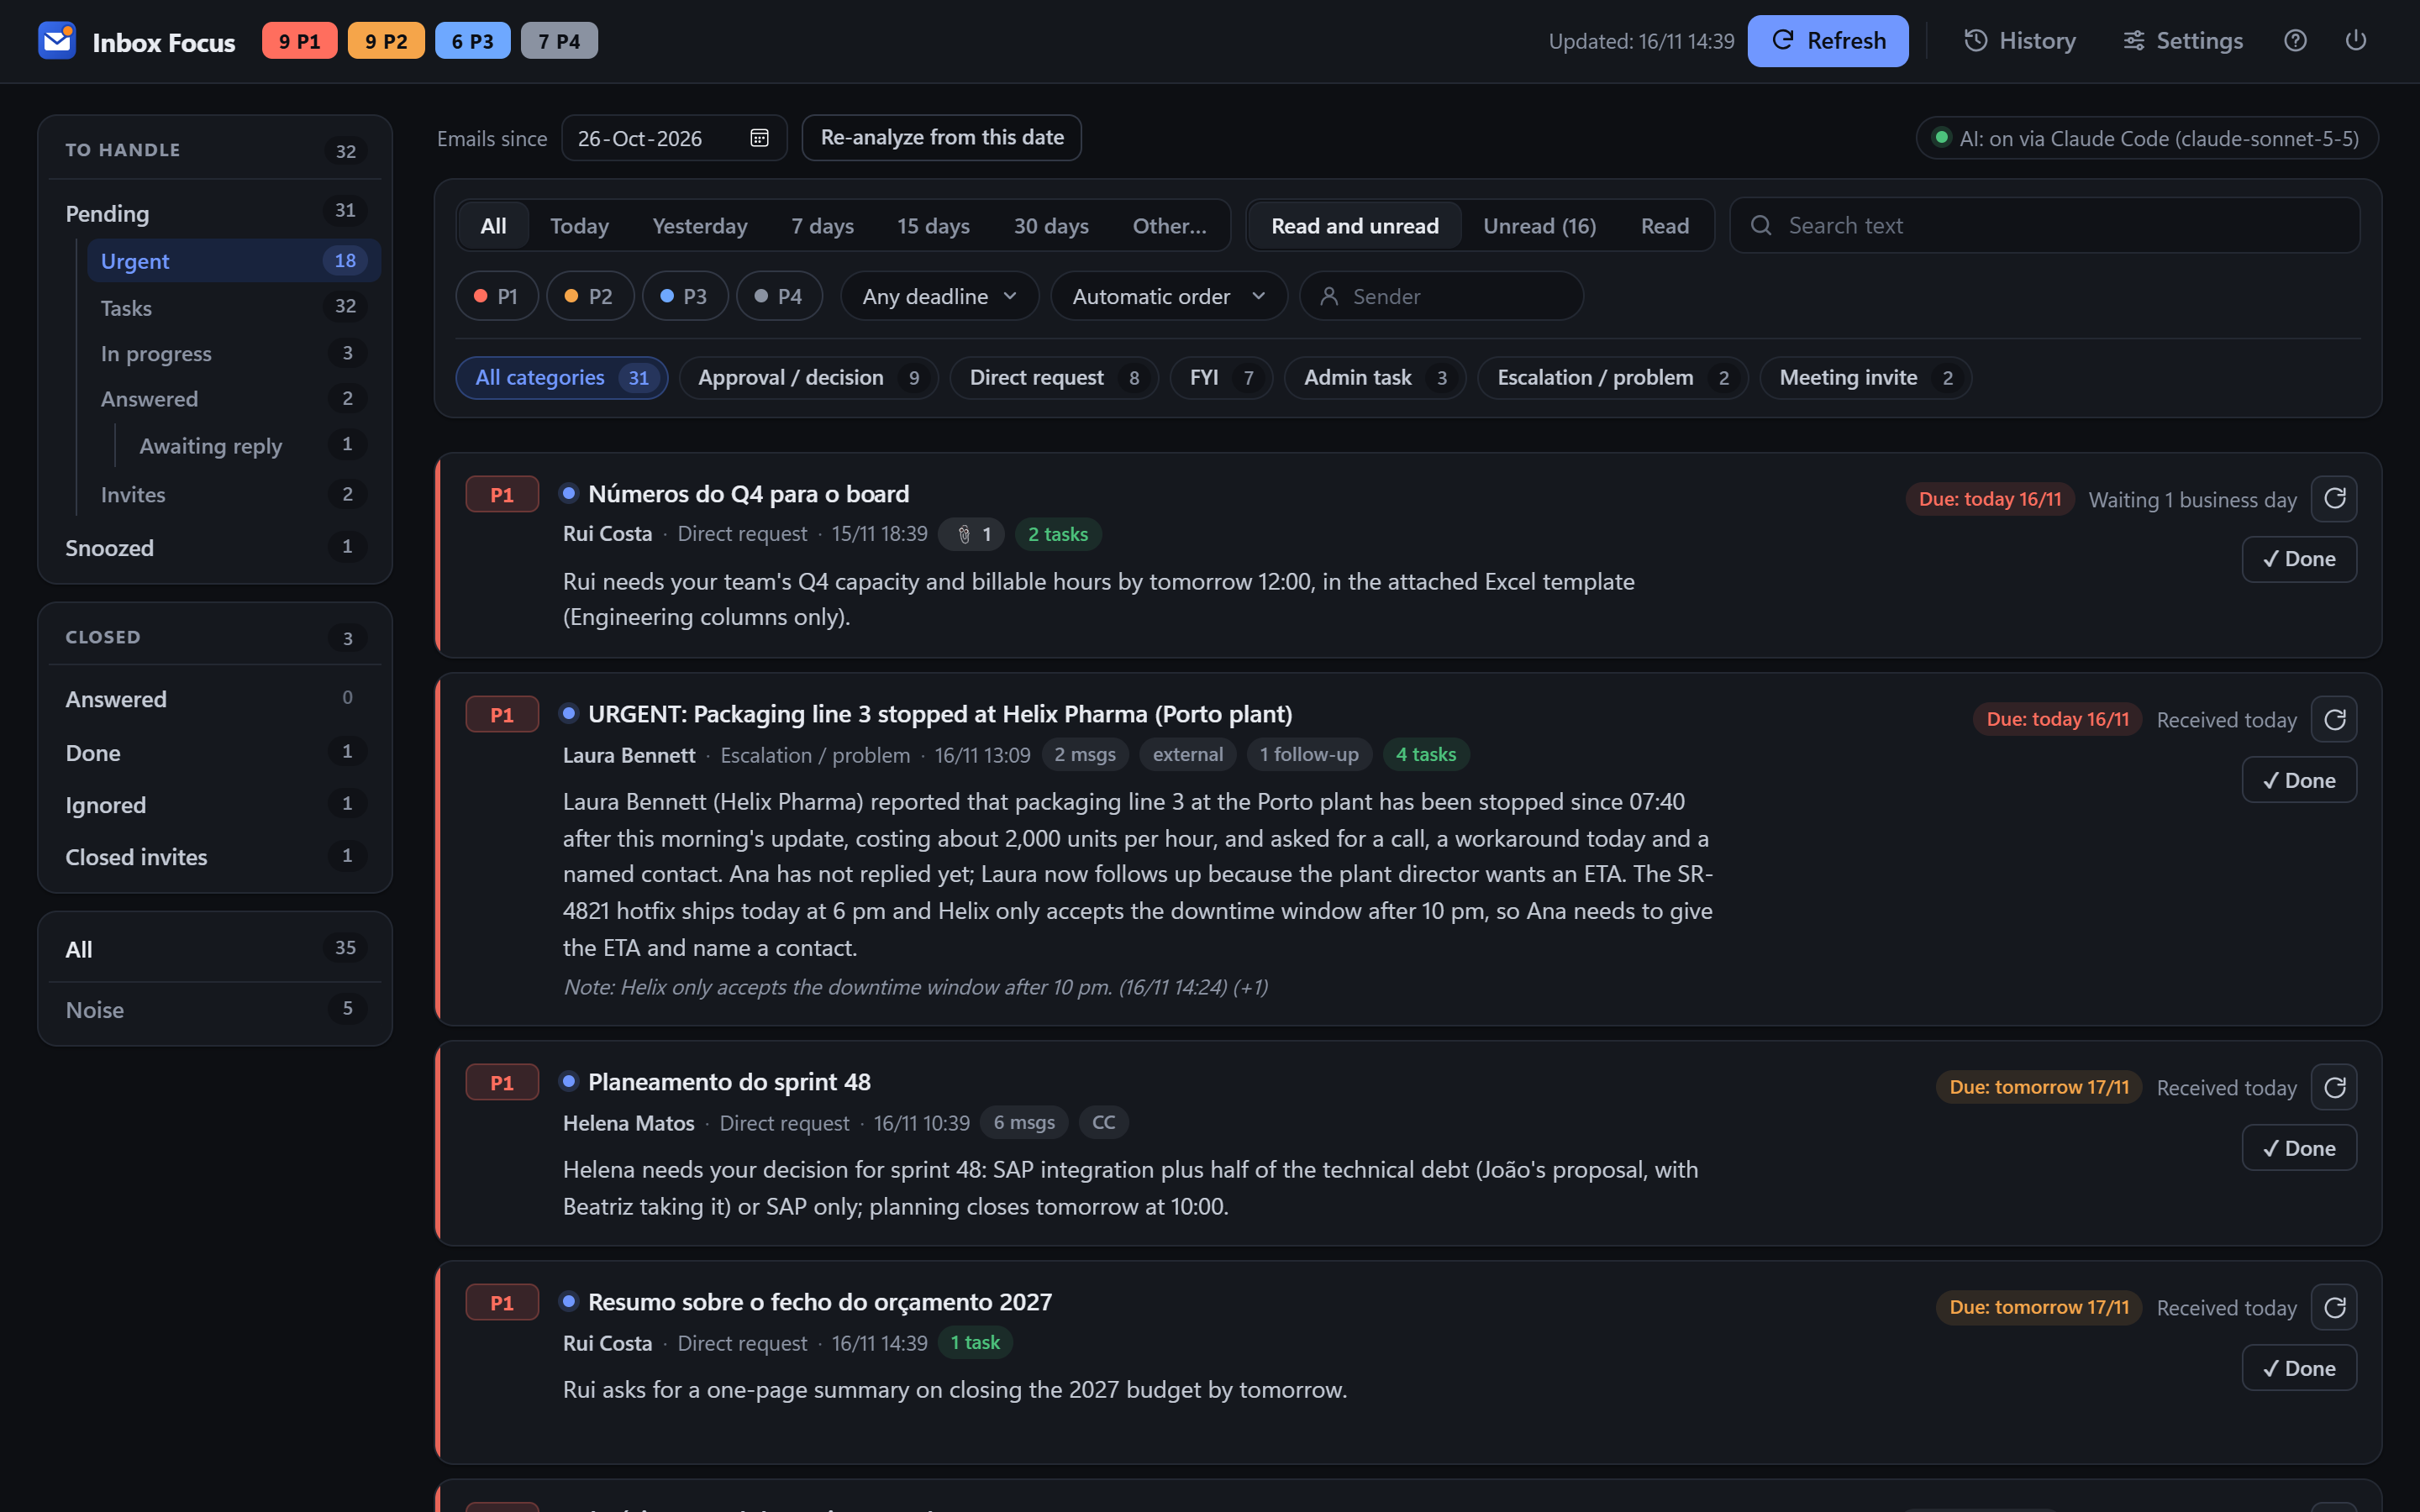 Inbox Focus 9 P1 9 P2 6 P3 7 P4 Updated: 16/11 14:39 Refresh History Settings
TO HANDLE 32
Pending 31
Urgent 18
Tasks 32
In progress 3
Answered 2
Awaiting reply 1
Invites 2
Snoozed 1
CLOSED 3
Answered 0
Done 1
Ignored 1
Closed invites 1
All 35
Noise 5
Emails since 26-Oct-2026 Re-analyze from this date AI: on via Claude Code (claude-sonnet-5-5)
All Today Yesterday 7 days 15 days 30 days Other... Read and unread Unread (16) Read Search text
P1 P2 P3 P4 Any deadline Automatic order Sender
All categories 31 Approval / decision 9 Direct request 8 FYI 7 Admin task 3 Escalation / problem 2 Meeting invite 2
P1 Números do Q4 para o board Due: today 16/11 Waiting 1 business day
Rui Costa · Direct request · 15/11 18:39 1 2 tasks
✓ Done
Rui needs your team's Q4 capacity and billable hours by tomorrow 12:00, in the attached Excel template
(Engineering columns only).
P1 URGENT: Packaging line 3 stopped at Helix Pharma (Porto plant) Due: today 16/11 Received today
Laura Bennett · Escalation / problem · 16/11 13:09 2 msgs external 1 follow-up 4 tasks
✓ Done
Laura Bennett (Helix Pharma) reported that packaging line 3 at the Porto plant has been stopped since 07:40
after this morning's update, costing about 2,000 units per hour, and asked for a call, a workaround today and a
named contact. Ana has not replied yet; Laura now follows up because the plant director wants an ETA. The SR-
4821 hotfix ships today at 6 pm and Helix only accepts the downtime window after 10 pm, so Ana needs to give
the ETA and name a contact.
Note: Helix only accepts the downtime window after 10 pm. (16/11 14:24) (+1)
P1 Planeamento do sprint 48 Due: tomorrow 17/11 Received today
Helena Matos · Direct request · 16/11 10:39 6 msgs CC
✓ Done
Helena needs your decision for sprint 48: SAP integration plus half of the technical debt (João's proposal, with
Beatriz taking it) or SAP only; planning closes tomorrow at 10:00.
P1 Resumo sobre o fecho do orçamento 2027 Due: tomorrow 17/11 Received today
Rui Costa · Direct request · 16/11 14:39 1 task
✓ Done
Rui asks for a one-page summary on closing the 2027 budget by tomorrow.